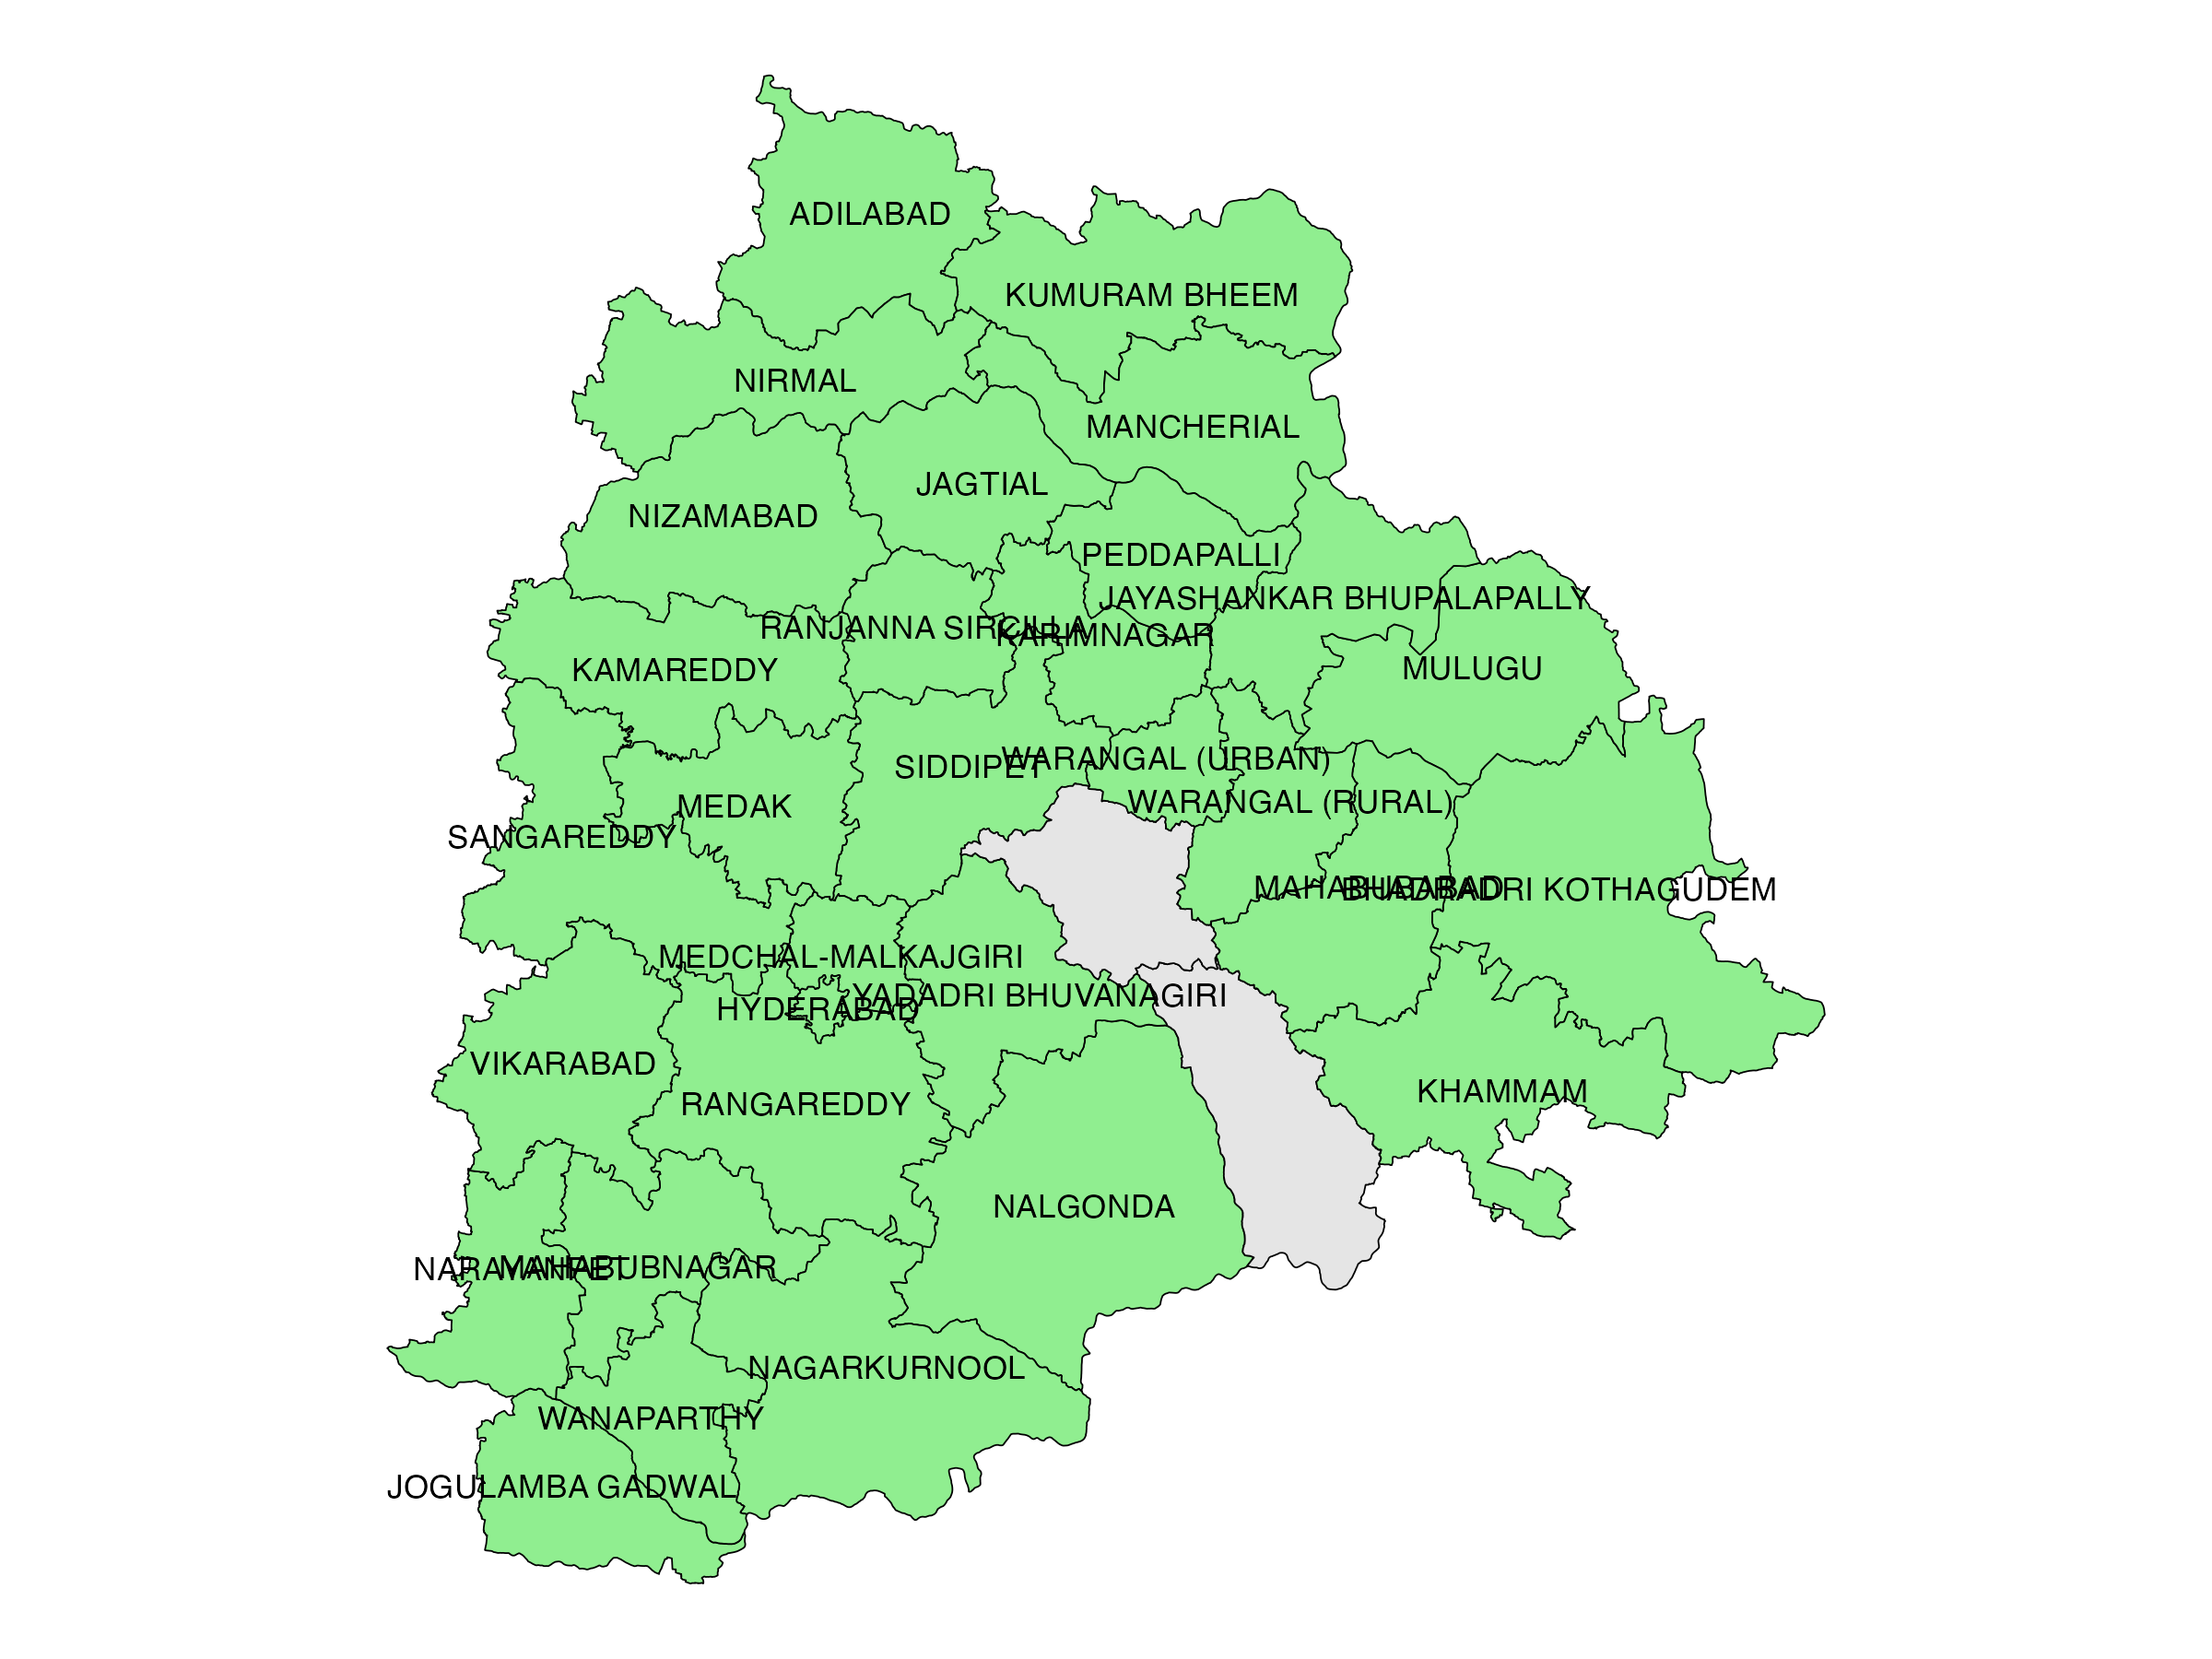 ADILABAD
KUMURAM BHEEM
NIRMAL
MANCHERIAL
JAGTIAL
NIZAMABAD
PEDDAPALLI
JAYASHANKAR BHUPALAPALLY
RANJANNA SIRCILLA
KARIMNAGAR
KAMAREDDY
MULUGU
WARANGAL (URBAN)
SIDDIPET
WARANGAL (RURAL)
MEDAK
SANGAREDDY
MAHABUBABAD
BHADRADRI KOTHAGUDEM
MEDCHAL-MALKAJGIRI
YADADRI BHUVANAGIRI
HYDERABAD
VIKARABAD
KHAMMAM
RANGAREDDY
NALGONDA
NARAYANPET
MAHABUBNAGAR
NAGARKURNOOL
WANAPARTHY
JOGULAMBA GADWAL